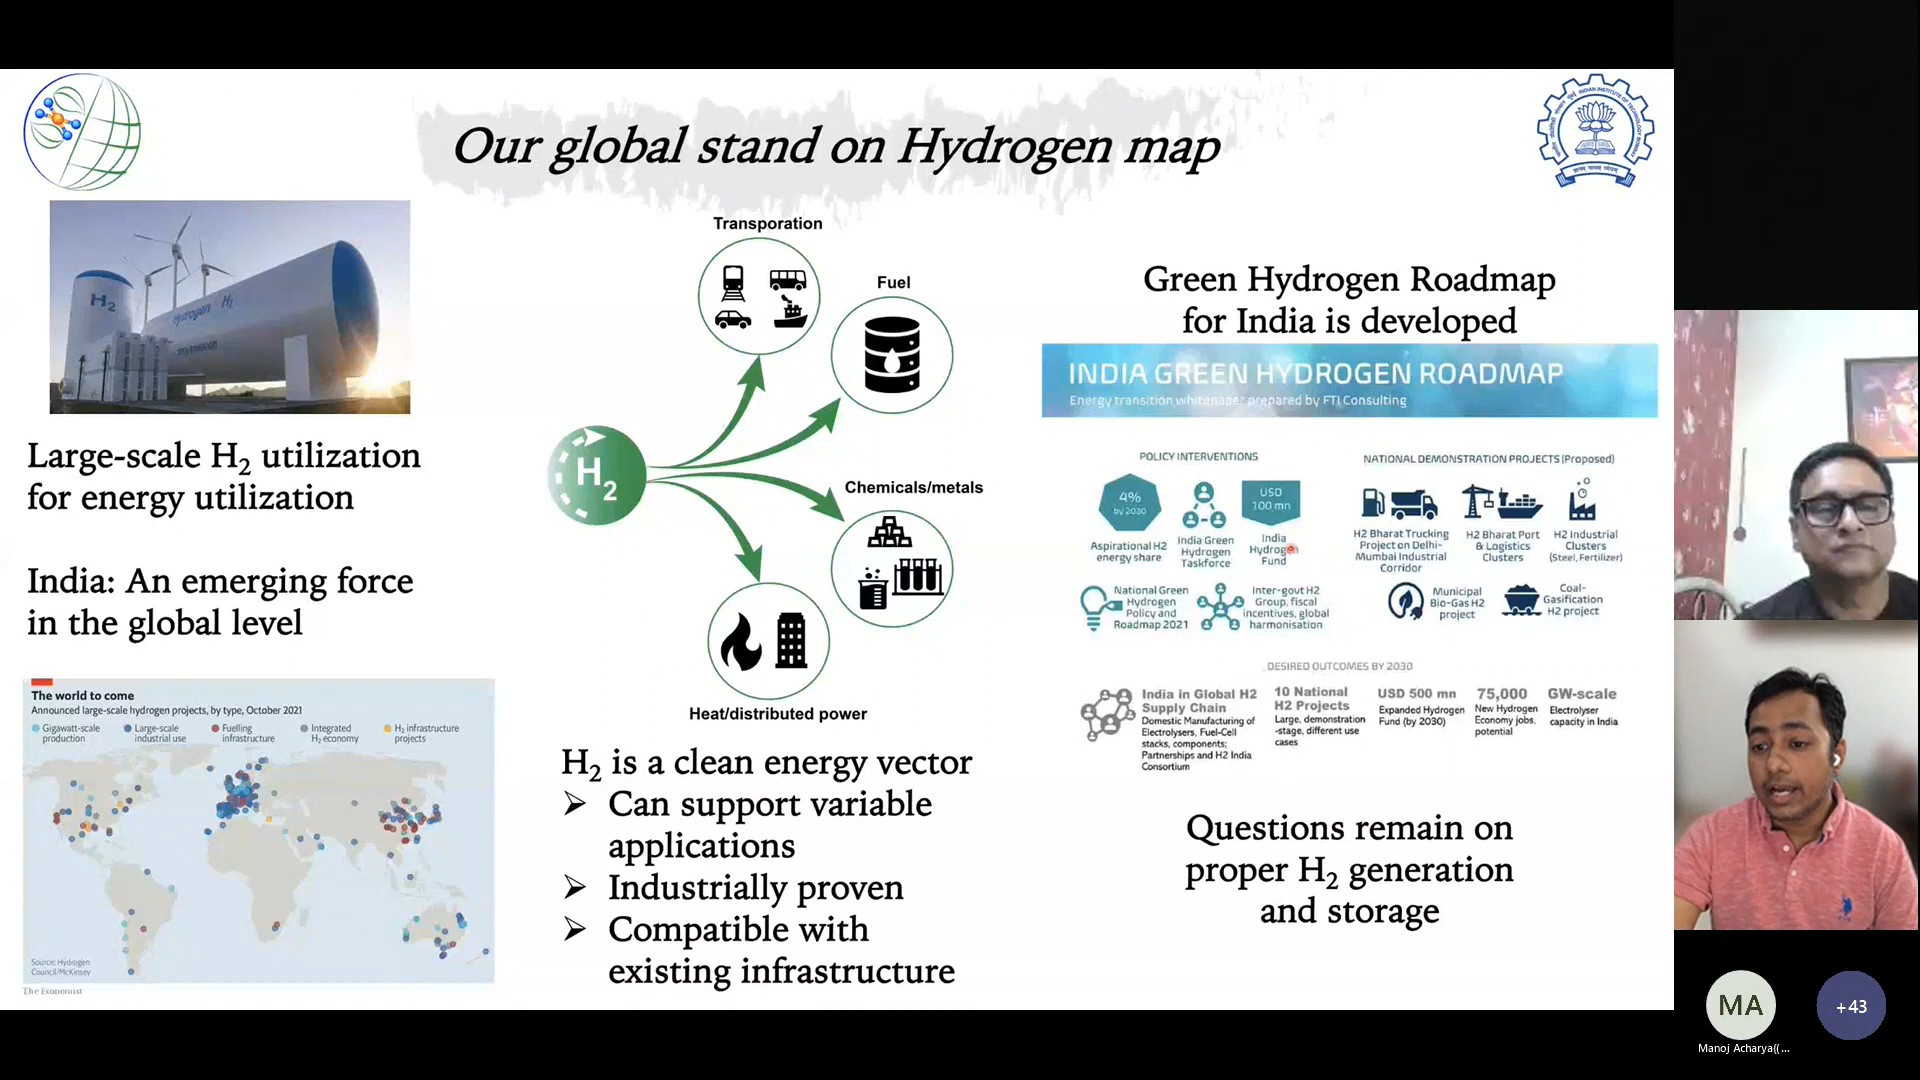 Our global stand on Hydrogen map
H2
Hydrogen H2
Large-scale H2 utilization
for energy utilization
India: An emerging force
in the global level
The world to come
Announced large-scale hydrogen projects, by type, October 2021
Gigawatt-scale
production
Large-scale
industrial use
Fuelling
infrastructure
Integrated
H2 economy
H2 infrastructure
projects
Source: Hydrogen
Council/McKinsey
The Economist
Transporation
Fuel
H2
Chemicals/metals
Heat/distributed power
H2 is a clean energy vector
➢ Can support variable
applications
➢ Industrially proven
➢ Compatible with
existing infrastructure
Green Hydrogen Roadmap
for India is developed
INDIA GREEN HYDROGEN ROADMAP
Energy transition whitepaper prepared by FTI Consulting
POLICY INTERVENTIONS
4%
by 2030
Aspirational H2
energy share
India Green
Hydrogen
Taskforce
USD
100 mn
India
Hydrogen
Fund
National Green
Hydrogen
Policy and
Roadmap 2021
Inter-govt H2
Group, fiscal
incentives, global
harmonisation
NATIONAL DEMONSTRATION PROJECTS (Proposed)
H2 Bharat Trucking
Project on Delhi-
Mumbai Industrial
Corridor
H2 Bharat Port
& Logistics
Clusters
H2 Industrial
Clusters
(Steel, Fertilizer)
Municipal
Bio-Gas H2
project
Coal-
Gasification
H2 project
DESIRED OUTCOMES BY 2030
India in Global H2
Supply Chain
Domestic Manufacturing of
Electrolysers, Fuel-Cell
stacks, components;
Partnerships and H2 India
Consortium
10 National
H2 Projects
Large, demonstration
-stage, different use
cases
USD 500 mn
Expanded Hydrogen
Fund (by 2030)
75,000
New Hydrogen
Economy jobs,
potential
GW-scale
Electrolyser
capacity in India
Questions remain on
proper H2 generation
and storage
MA
+43
Manoj Acharya((...